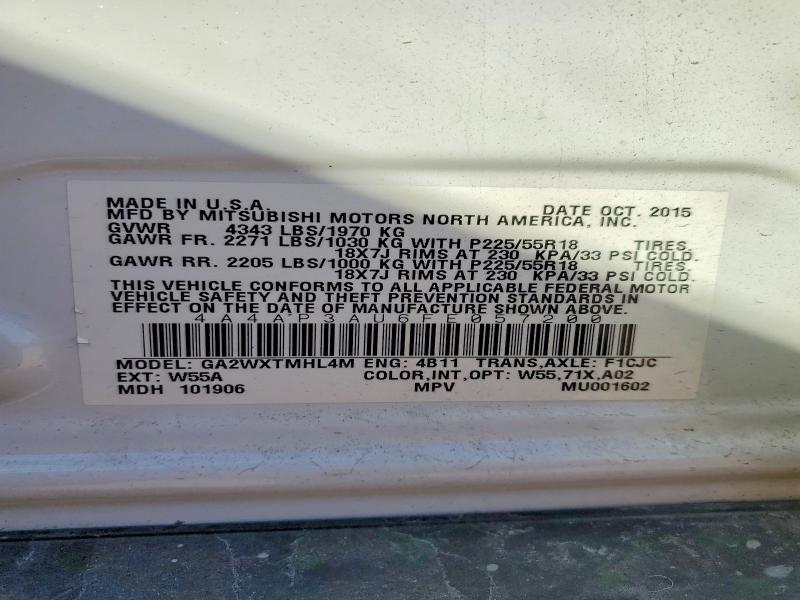 MADE IN U.S.A. DATE OCT. 2015
MFD BY MITSUBISHI MOTORS NORTH AMERICA, INC.
GVWR 4343 LBS/1970 KG
GAWR FR. 2271 LBS/1030 KG WITH P225/55R18 TIRES.
18X7J RIMS AT 230 KPA/33 PSI COLD.
GAWR RR. 2205 LBS/1000 KG WITH P225/55R18 TIRES.
18X7J RIMS AT 230 KPA/33 PSI COLD.
THIS VEHICLE CONFORMS TO ALL APPLICABLE FEDERAL MOTOR
VEHICLE SAFETY AND THEFT PREVENTION STANDARDS IN
EFFECT ON THE DATE OF MANUFACTURE SHOWN ABOVE.
4A4AP3AU6FE057200
MODEL: GA2WXTMHL4M ENG: 4B11 TRANS,AXLE: F1CJC
EXT: W55A COLOR,INT,OPT: W55,71X,A02
MDH 101906 MPV MU001602